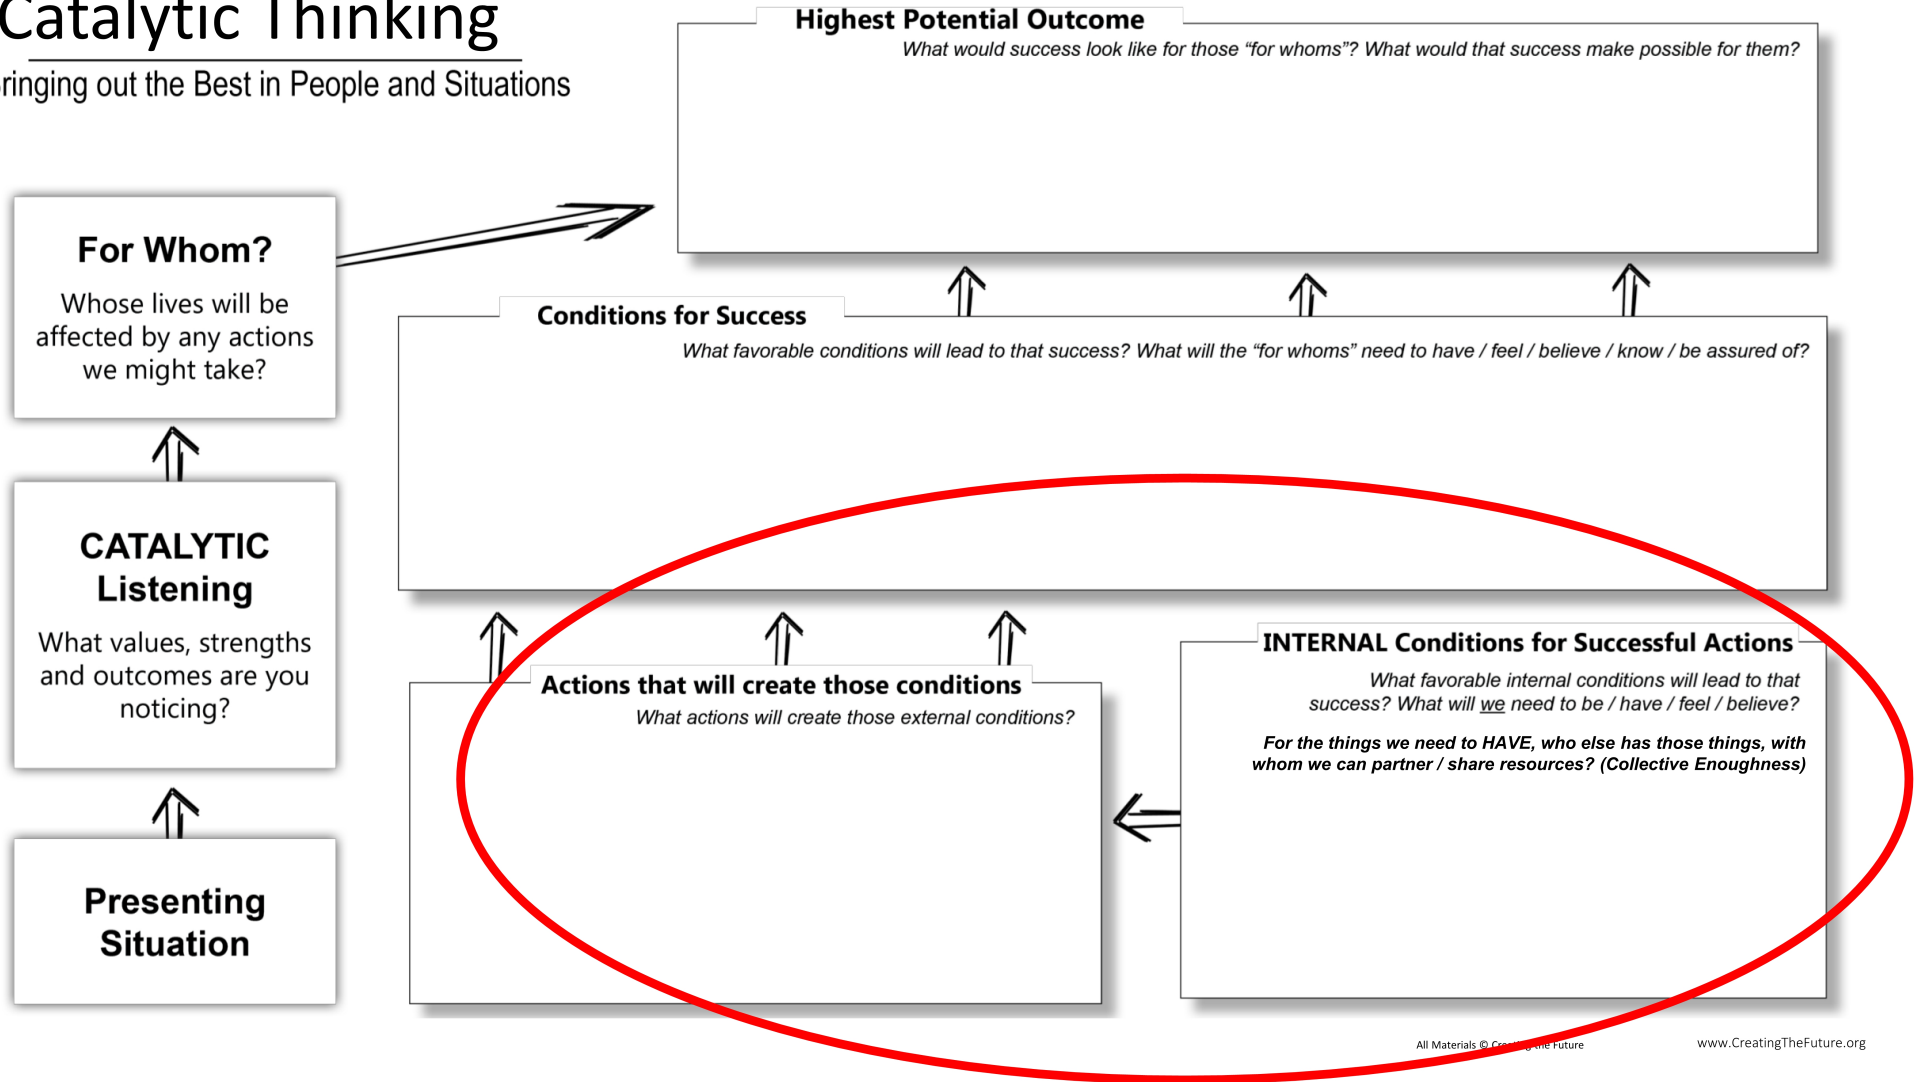 Catalytic Thinking
ringing out the Best in People and Situations
Highest Potential Outcome
What would success look like for those “for whoms”? What would that success make possible for them?
For Whom?
Whose lives will be
affected by any actions
we might take?
Conditions for Success
What favorable conditions will lead to that success? What will the “for whoms” need to have / feel / believe / know / be assured of?
CATALYTIC
Listening
What values, strengths
and outcomes are you
noticing?
Presenting
Situation
Actions that will create those conditions
What actions will create those external conditions?
INTERNAL Conditions for Successful Actions
What favorable internal conditions will lead to that
success? What will we need to be / have / feel / believe?
For the things we need to HAVE, who else has those things, with
whom we can partner / share resources? (Collective Enoughness)
All Materials © Creating the Future
www.CreatingTheFuture.org